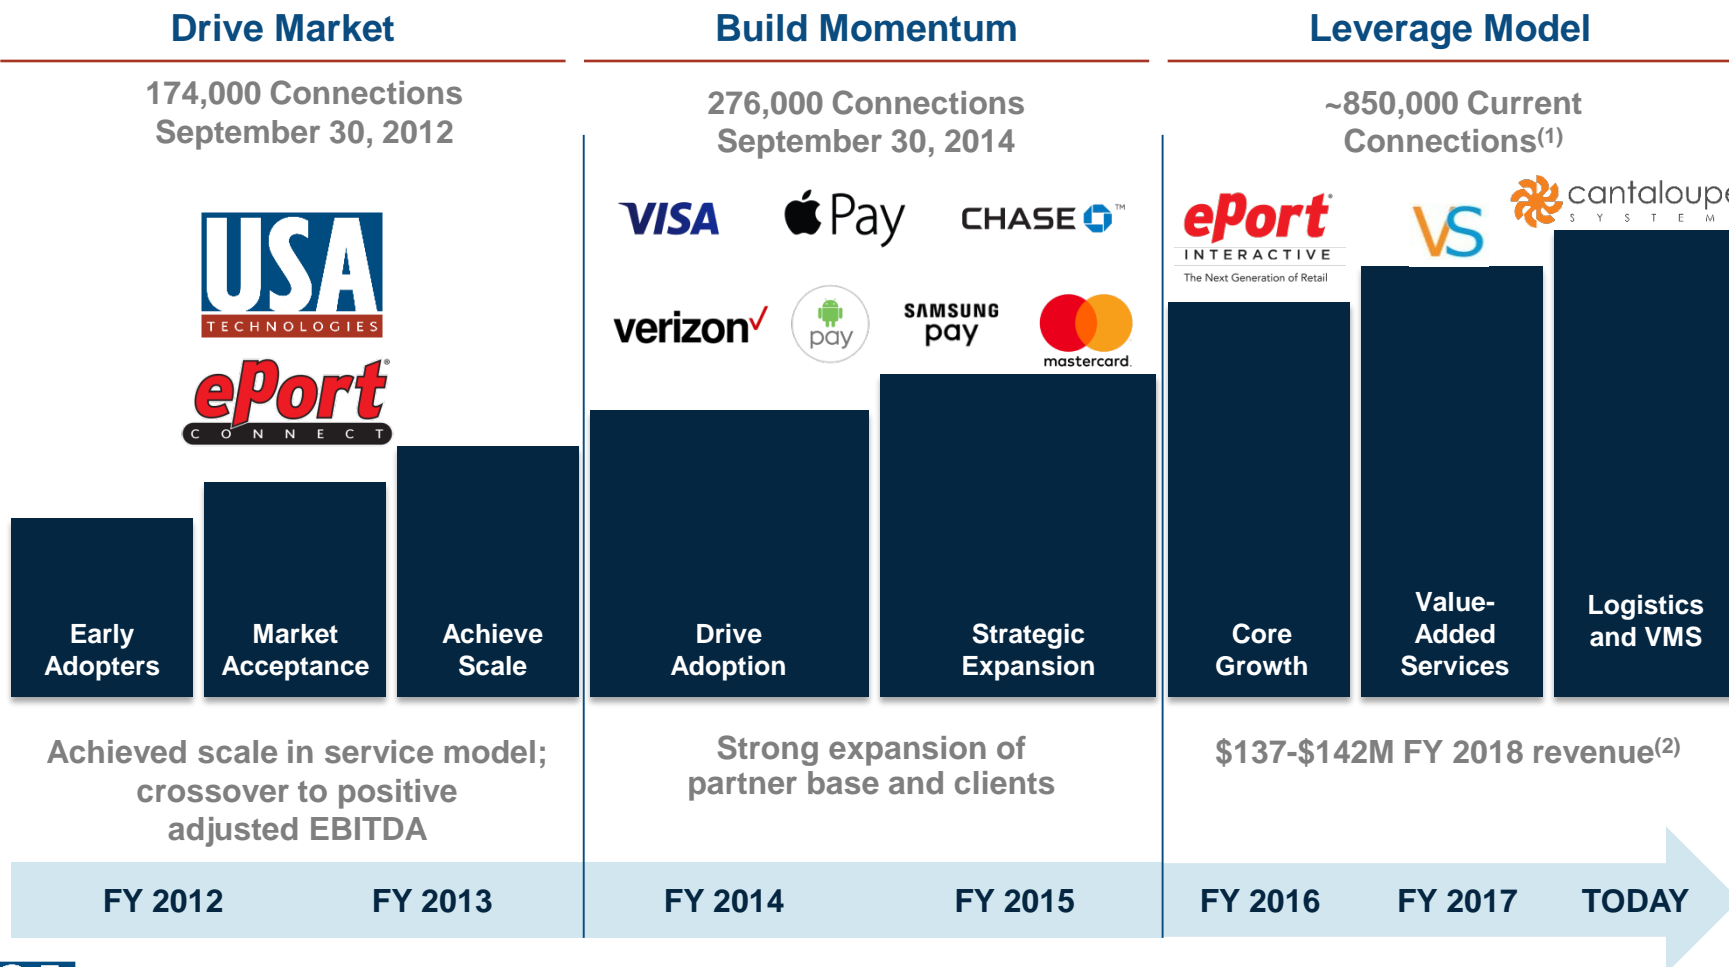 Drive Market
Build Momentum
Leverage Model
174,000 Connections
September 30, 2012
276,000 Connections
September 30, 2014
~850,000 Current
Connections(1)
USA
TECHNOLOGIES
ePort
CONNECT
VISA
Pay
CHASE™
verizon
pay
SAMSUNG
pay
mastercard.
ePort
INTERACTIVE
The Next Generation of Retail
VS
cantaloupe
SYSTEM
Early
Adopters
Market
Acceptance
Achieve
Scale
Drive
Adoption
Strategic
Expansion
Core
Growth
Value-
Added
Services
Logistics
and VMS
Achieved scale in service model;
crossover to positive
adjusted EBITDA
Strong expansion of
partner base and clients
$137-$142M FY 2018 revenue(2)
FY 2012
FY 2013
FY 2014
FY 2015
FY 2016
FY 2017
TODAY